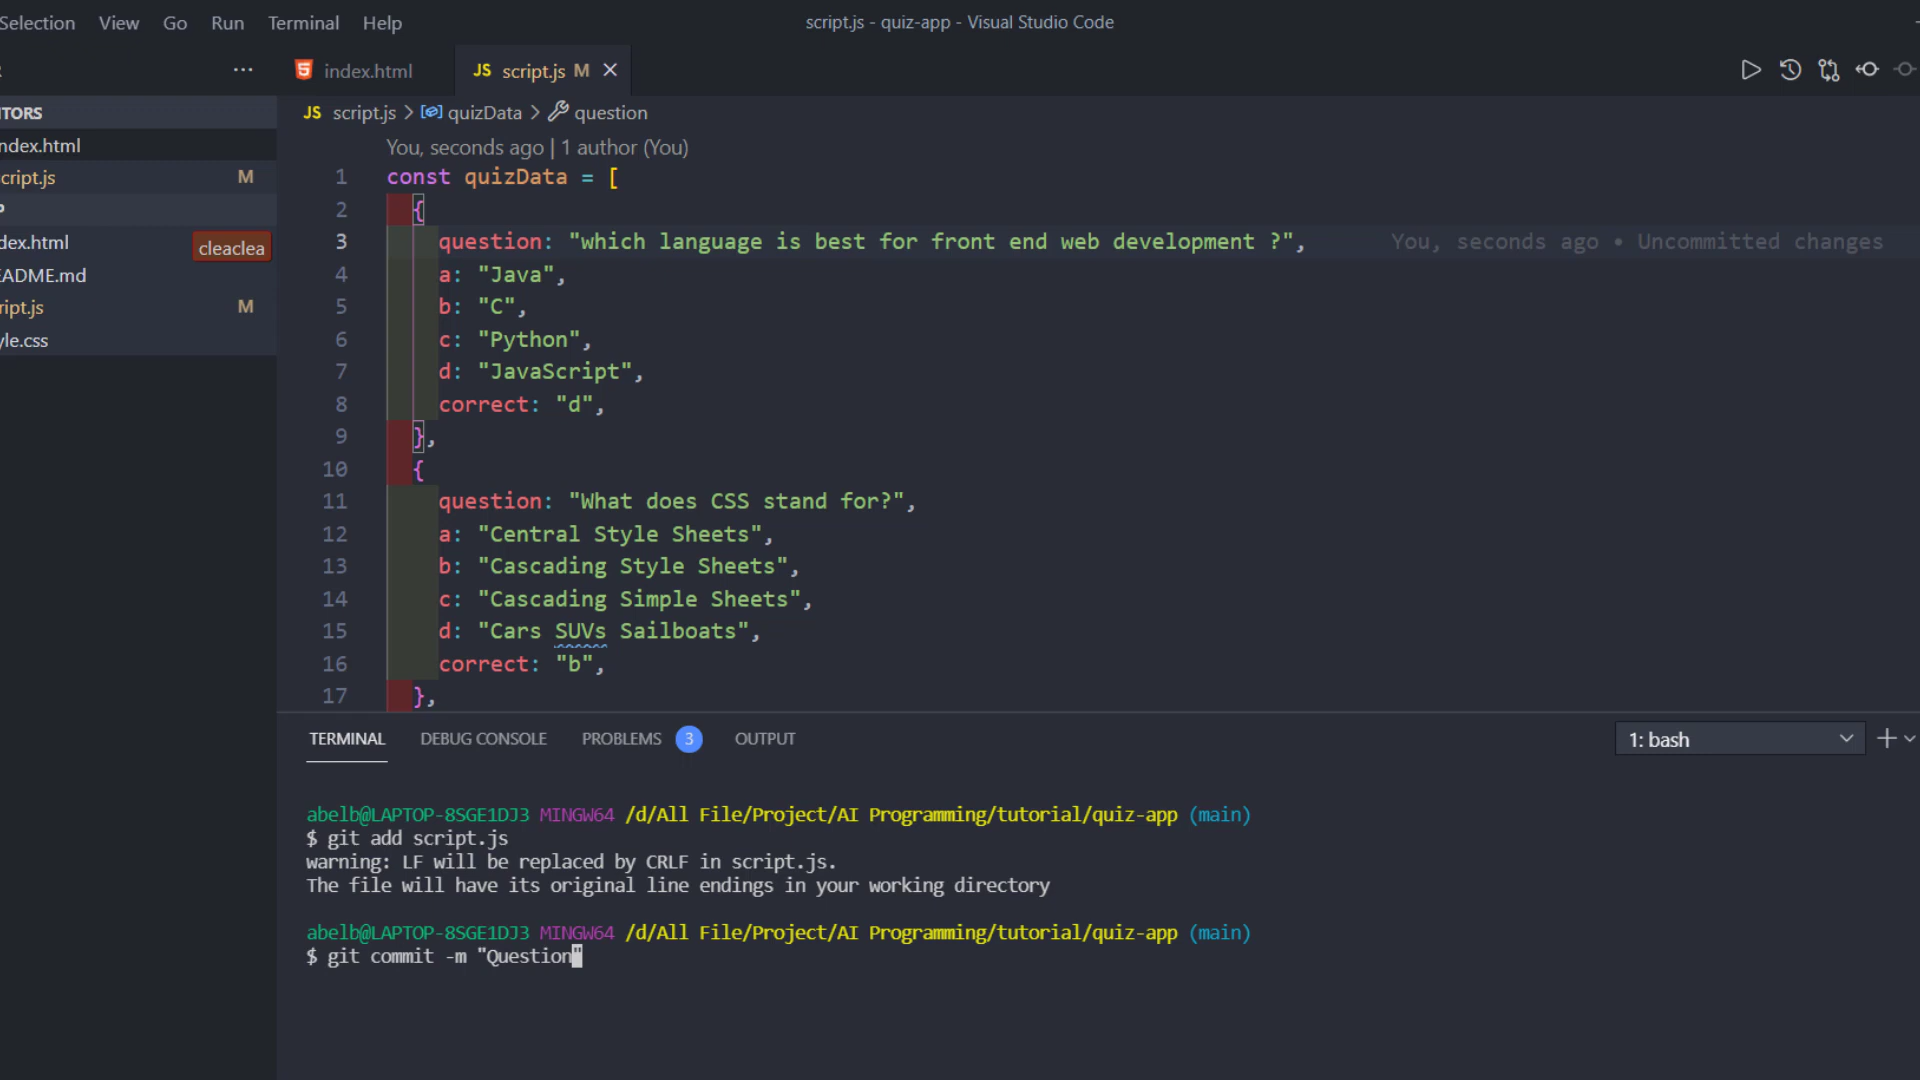 Selection View Go Run Terminal Help
script.js - quiz-app - Visual Studio Code
index.html
JS script.js M
JS script.js > quizData > question
ITORS
ndex.html
cript.js M
dex.html
cleaclea
EADME.md
ript.js M
yle.css
You, seconds ago | 1 author (You)
1 const quizData = [
2 {
3 question: "which language is best for front end web development ?", You, seconds ago • Uncommitted changes
4 a: "Java",
5 b: "C",
6 c: "Python",
7 d: "JavaScript",
8 correct: "d",
9 },
10 {
11 question: "What does CSS stand for?",
12 a: "Central Style Sheets",
13 b: "Cascading Style Sheets",
14 c: "Cascading Simple Sheets",
15 d: "Cars SUVs Sailboats",
16 correct: "b",
17 },
TERMINAL DEBUG CONSOLE PROBLEMS 3 OUTPUT
1: bash
abelb@LAPTOP-8SGE1DJ3 MINGW64 /d/All File/Project/AI Programming/tutorial/quiz-app (main)
$ git add script.js
warning: LF will be replaced by CRLF in script.js.
The file will have its original line endings in your working directory
abelb@LAPTOP-8SGE1DJ3 MINGW64 /d/All File/Project/AI Programming/tutorial/quiz-app (main)
$ git commit -m "Question"